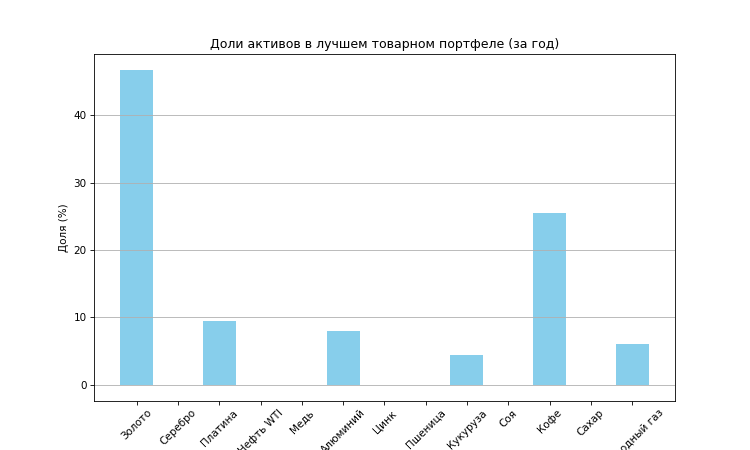 Доли активов в лучшем товарном портфеле (за год)
Доля (%)
40
30
20
10
0
Золото
Серебро
Платина
Нефть WTI
Медь
Алюминий
Цинк
Пшеница
Кукуруза
Соя
Кофе
Сахар
одный газ